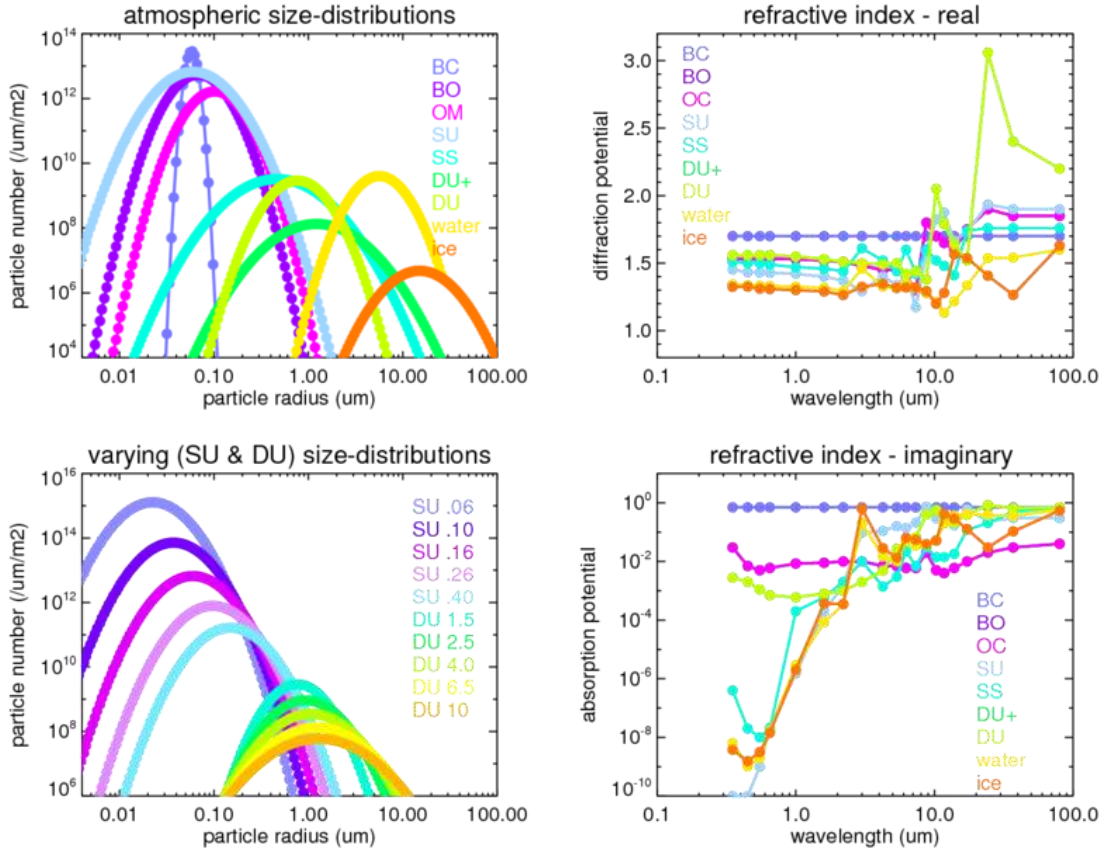 atmospheric size-distributions
particle number (/um/m2)
10^14
10^12
10^10
10^8
10^6
10^4
BC
BO
OM
SU
SS
DU+
DU
water
ice
0.01 0.10 1.00 10.00 100.00
particle radius (um)
refractive index - real
diffraction potential
3.0
2.5
2.0
1.5
1.0
BC
BO
OC
SU
SS
DU+
DU
water
ice
0.1 1.0 10.0 100.0
wavelength (um)
varying (SU & DU) size-distributions
particle number (/um/m2)
10^16
10^14
10^12
10^10
10^8
10^6
SU .06
SU .10
SU .16
SU .26
SU .40
DU 1.5
DU 2.5
DU 4.0
DU 6.5
DU 10
0.01 0.10 1.00 10.00 100.00
particle radius (um)
refractive index - imaginary
absorption potential
10^0
10^-2
10^-4
10^-6
10^-8
10^-10
BC
BO
OC
SU
SS
DU+
DU
water
ice
0.1 1.0 10.0 100.0
wavelength (um)